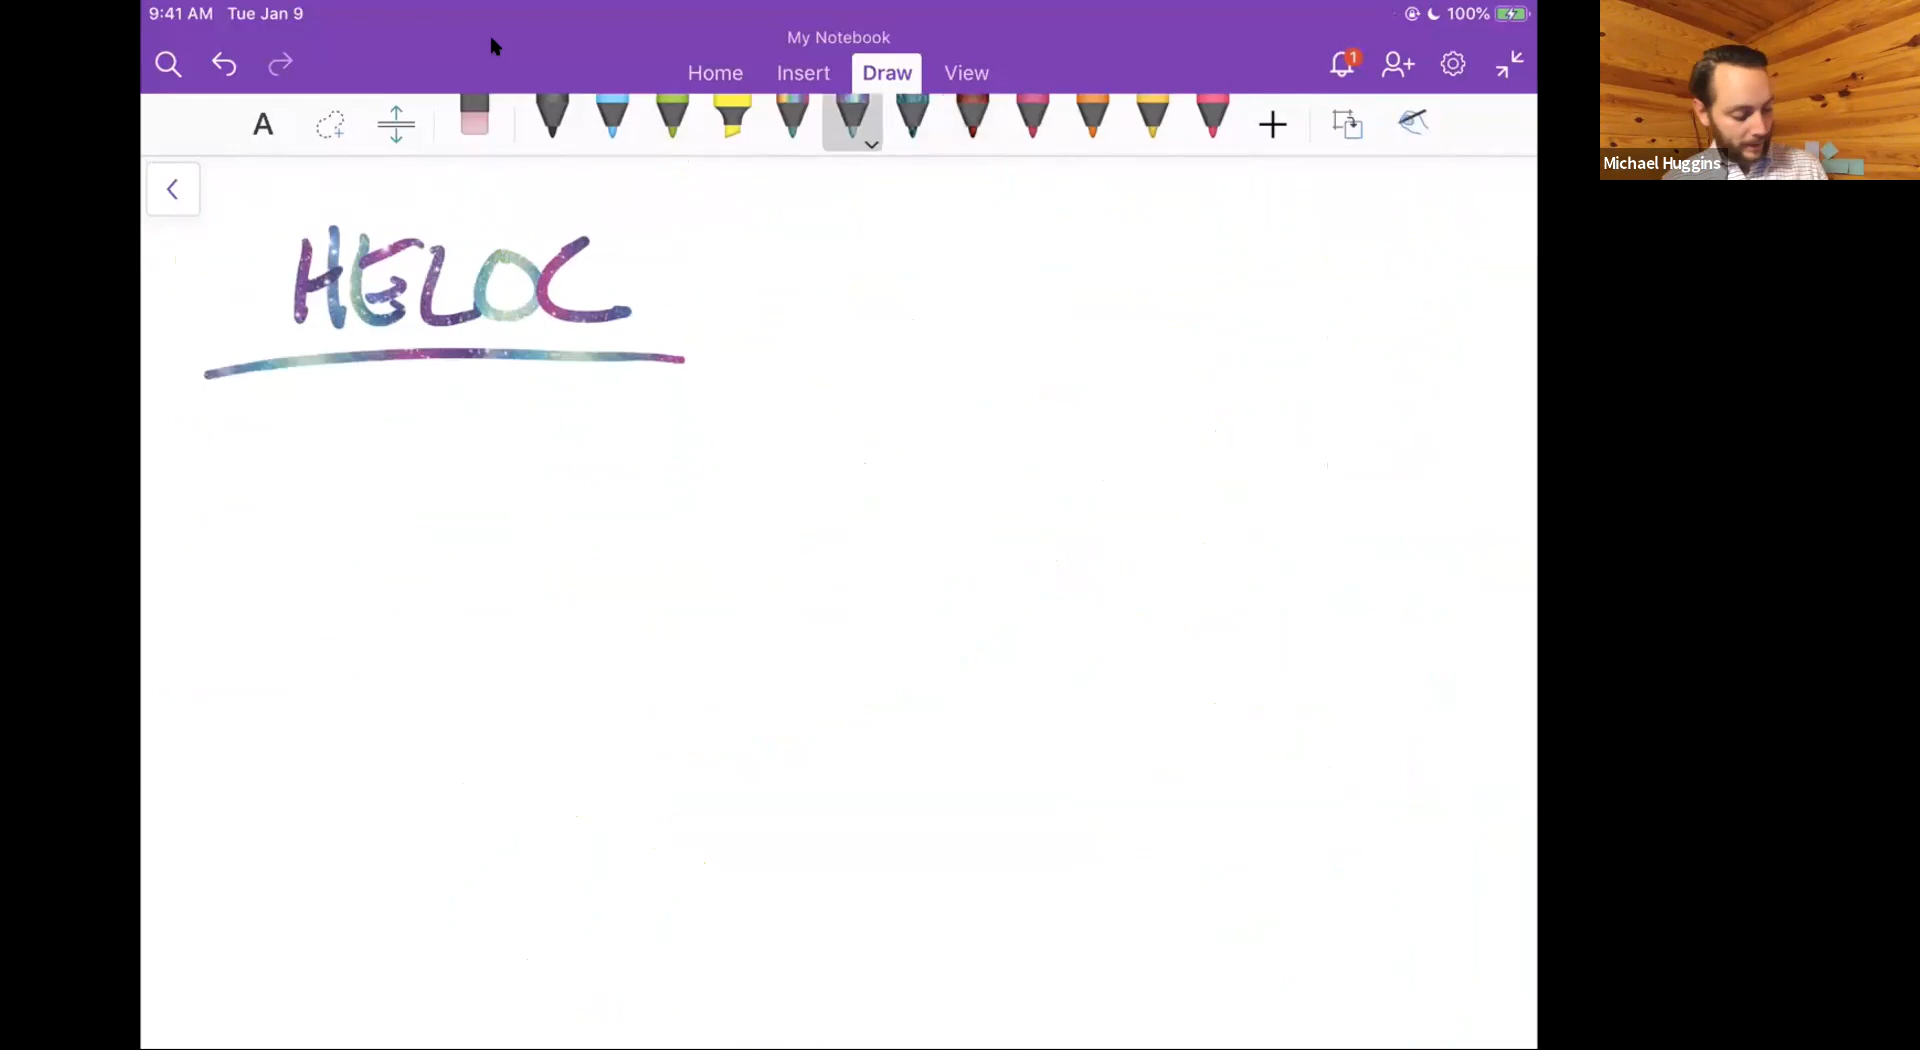 9:41 AM Tue Jan 9 100%
My Notebook
1
Home Insert Draw View
A
Michael Huggins
HELOC